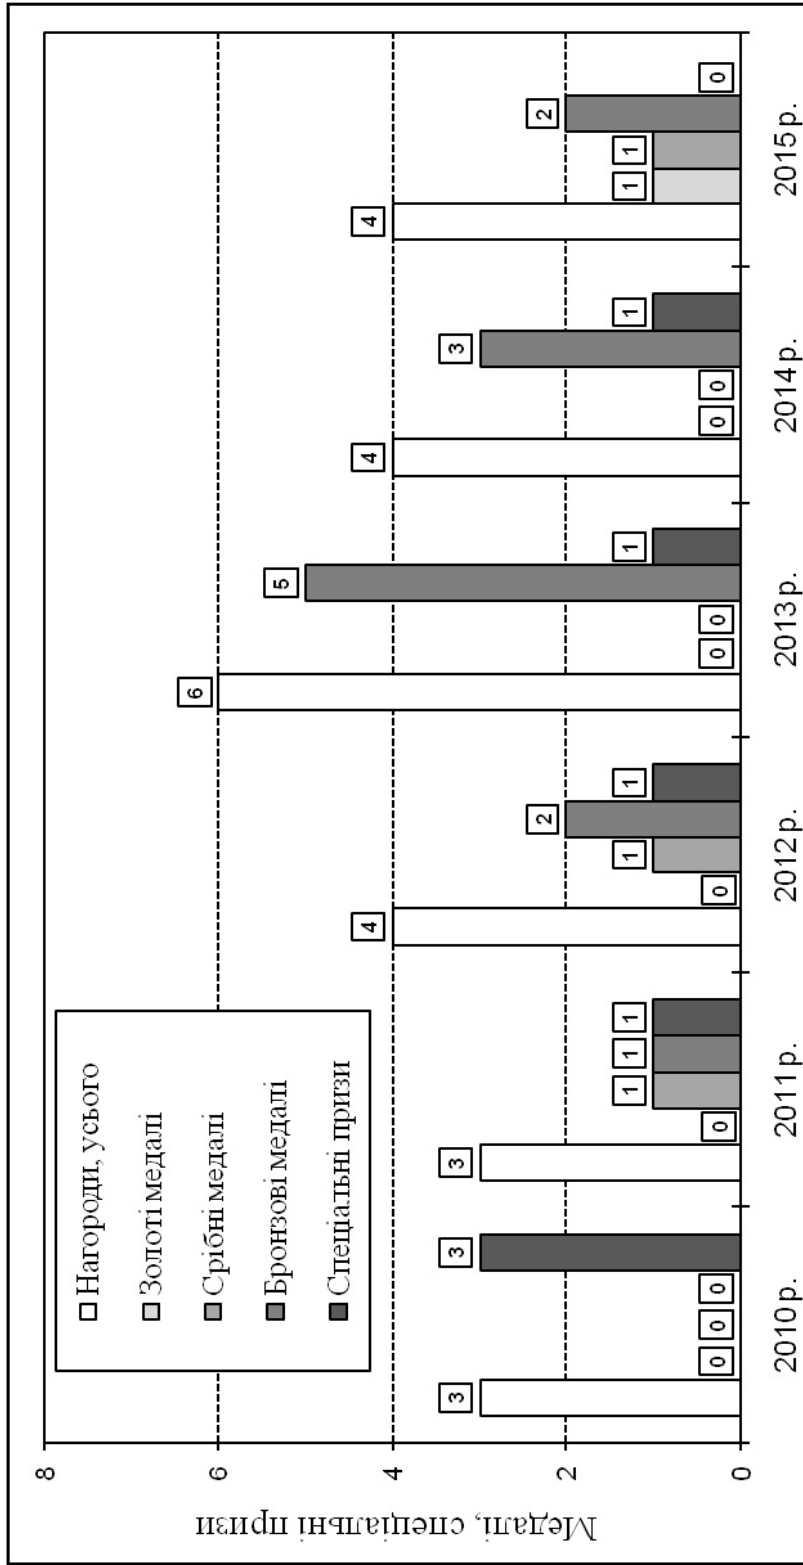 Медалі, спеціальні призи
8
6
4
2
0
Нагороди, усього
Золоті медалі
Срібні медалі
Бронзові медалі
Спеціальні призи
3
0
0
0
3
3
0
1
1
1
4
0
1
2
1
6
0
0
5
1
4
0
0
3
1
4
1
1
2
0
2010 р.
2011 р.
2012 р.
2013 р.
2014 р.
2015 р.